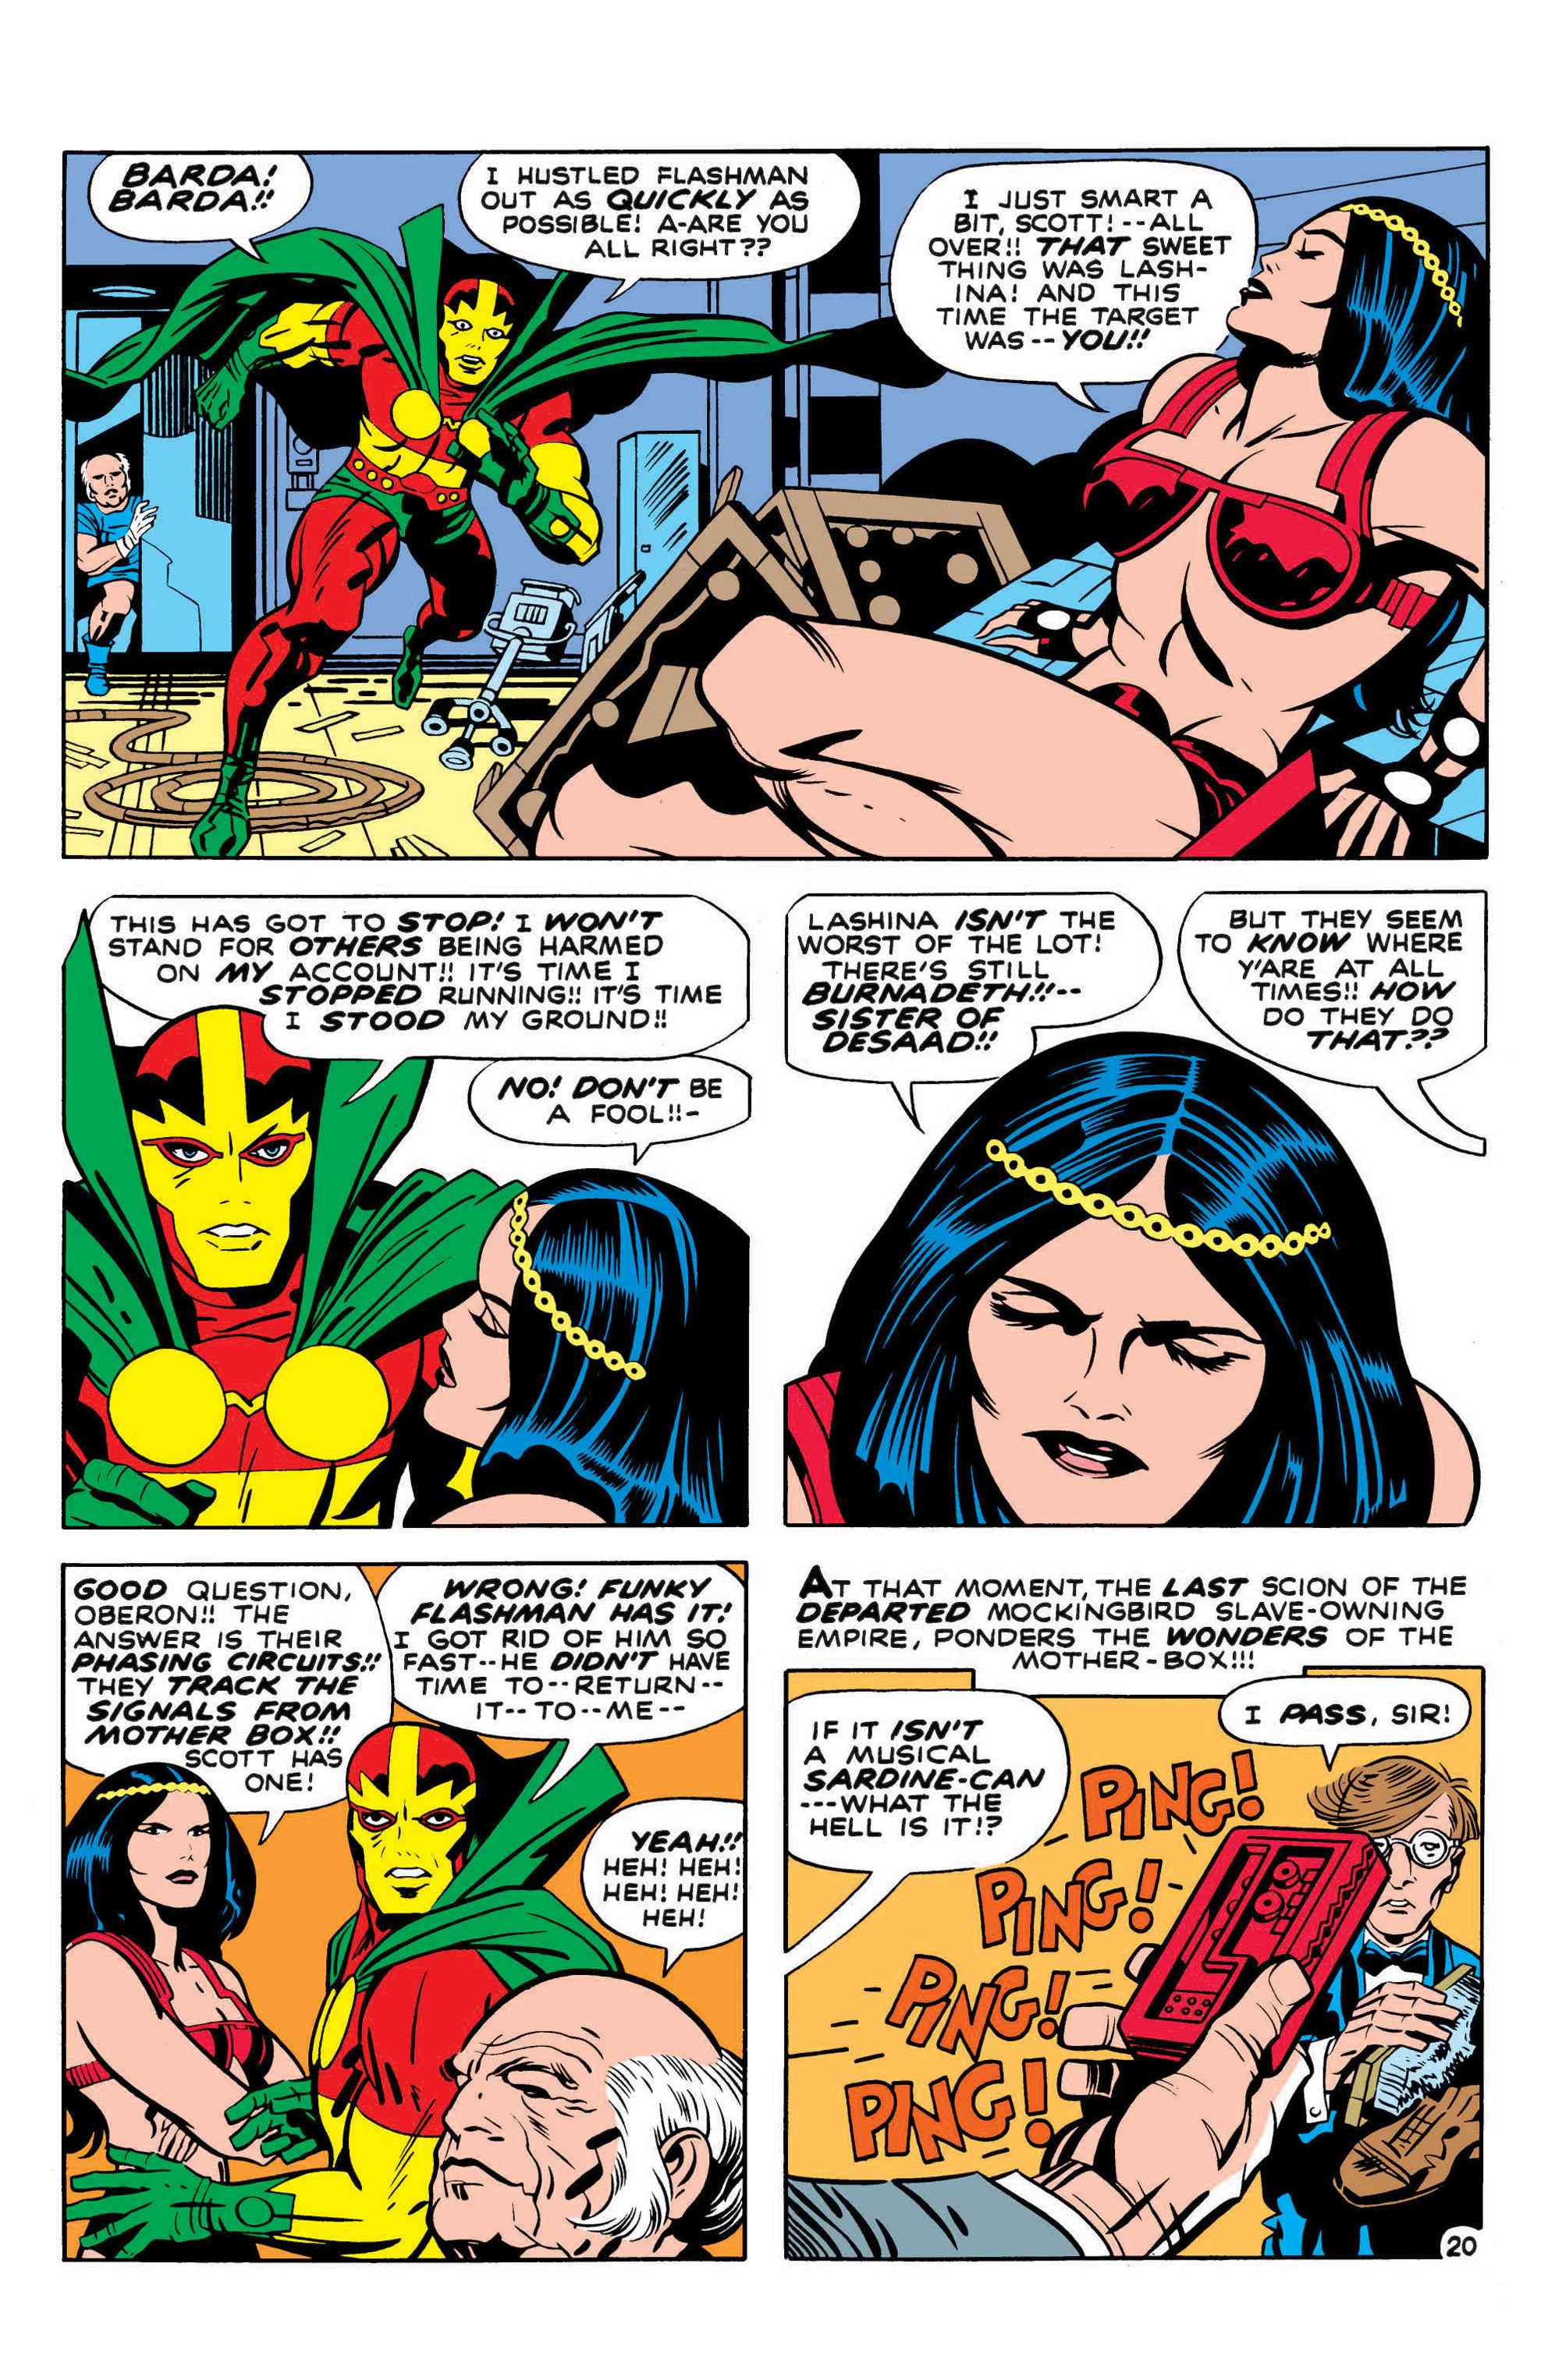 BARDA!
BARDA!!
I HUSTLED FLASHMAN
OUT AS QUICKLY AS
POSSIBLE! A-ARE YOU
ALL RIGHT??
I JUST SMART A
BIT, SCOTT!--ALL
OVER!! THAT SWEET
THING WAS LASH-
INA! AND THIS
TIME THE TARGET
WAS--YOU!!
THIS HAS GOT TO STOP! I WON'T
STAND FOR OTHERS BEING HARMED
ON MY ACCOUNT!! IT'S TIME I
STOPPED RUNNING!! IT'S TIME
I STOOD MY GROUND!!
NO! DON'T BE
A FOOL!!-
LASHINA ISN'T THE
WORST OF THE LOT!
THERE'S STILL
BURNADETH!!--
SISTER OF
DESAAD!!
BUT THEY SEEM
TO KNOW WHERE
Y'ARE AT ALL
TIMES!! HOW
DO THEY DO
THAT??
GOOD QUESTION,
OBERON!! THE
ANSWER IS THEIR
PHASING CIRCUITS!!
THEY TRACK THE
SIGNALS FROM
MOTHER BOX!!
SCOTT HAS
ONE!
WRONG! FUNKY
FLASHMAN HAS IT!
I GOT RID OF HIM SO
FAST--HE DIDN'T HAVE
TIME TO--RETURN--
IT--TO--ME--
YEAH!!
HEH! HEH!
HEH! HEH!
HEH!
AT THAT MOMENT, THE LAST SCION OF THE
DEPARTED MOCKINGBIRD SLAVE-OWNING
EMPIRE, PONDERS THE WONDERS OF THE
MOTHER-BOX!!!
IF IT ISN'T
A MUSICAL
SARDINE-CAN
---WHAT THE
HELL IS IT!?
I PASS, SIR!
PING!
PING!
PING!
PING!
20